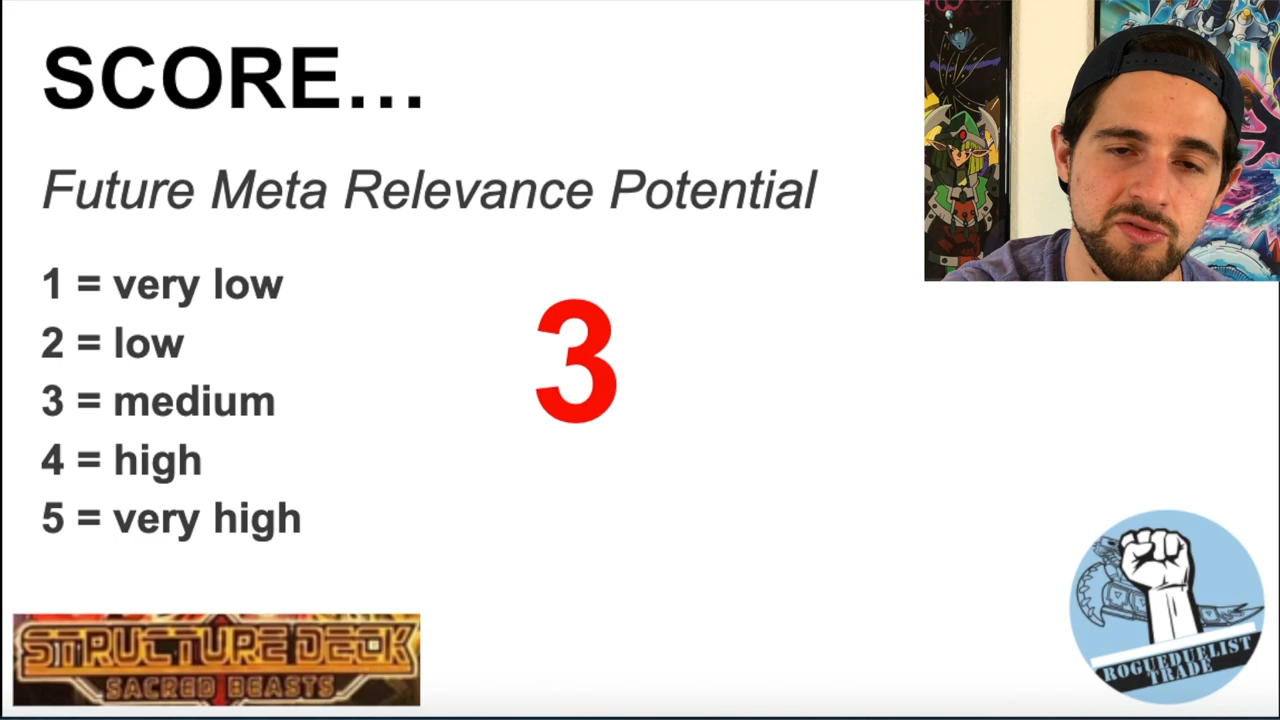 SCORE...
Future Meta Relevance Potential
1 = very low
2 = low
3 = medium
4 = high
5 = very high
3
STRUCTURE DECK
SACRED BEASTS
ROGUEDUELIST
TRADE